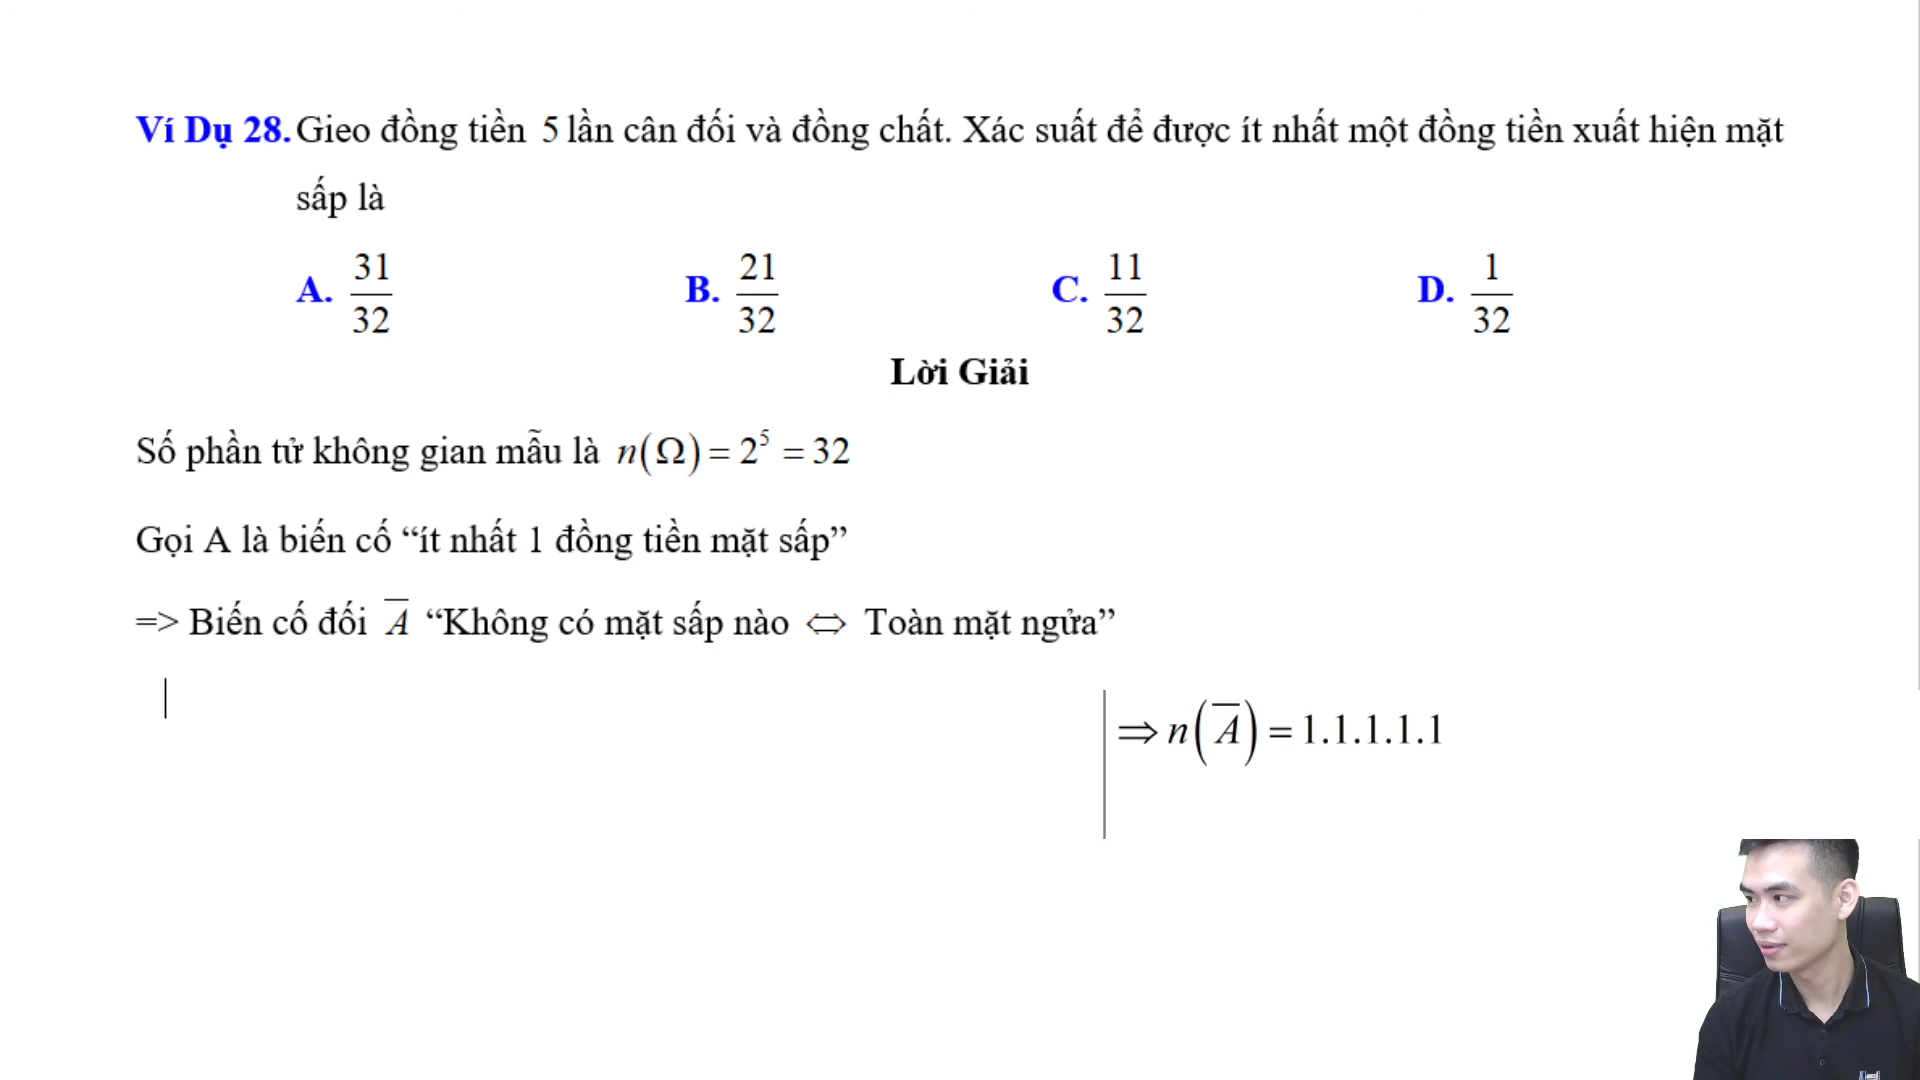 Ví Dụ 28. Gieo đồng tiền 5 lần cân đối và đồng chất. Xác suất để được ít nhất một đồng tiền xuất hiện mặt
sấp là
A. 31/32 B. 21/32 C. 11/32 D. 1/32
Lời Giải
Số phần tử không gian mẫu là n(Ω) = 2⁵ = 32
Gọi A là biến cố “ít nhất 1 đồng tiền mặt sấp”
=> Biến cố đối A̅ “Không có mặt sấp nào ⇔ Toàn mặt ngửa”
⇒ n(A̅) = 1.1.1.1.1